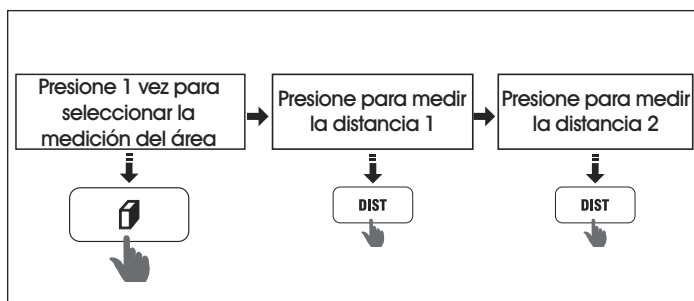 Presione 1 vez para
seleccionar la
medición del área
Presione para medir
la distancia 1
Presione para medir
la distancia 2
DIST
DIST